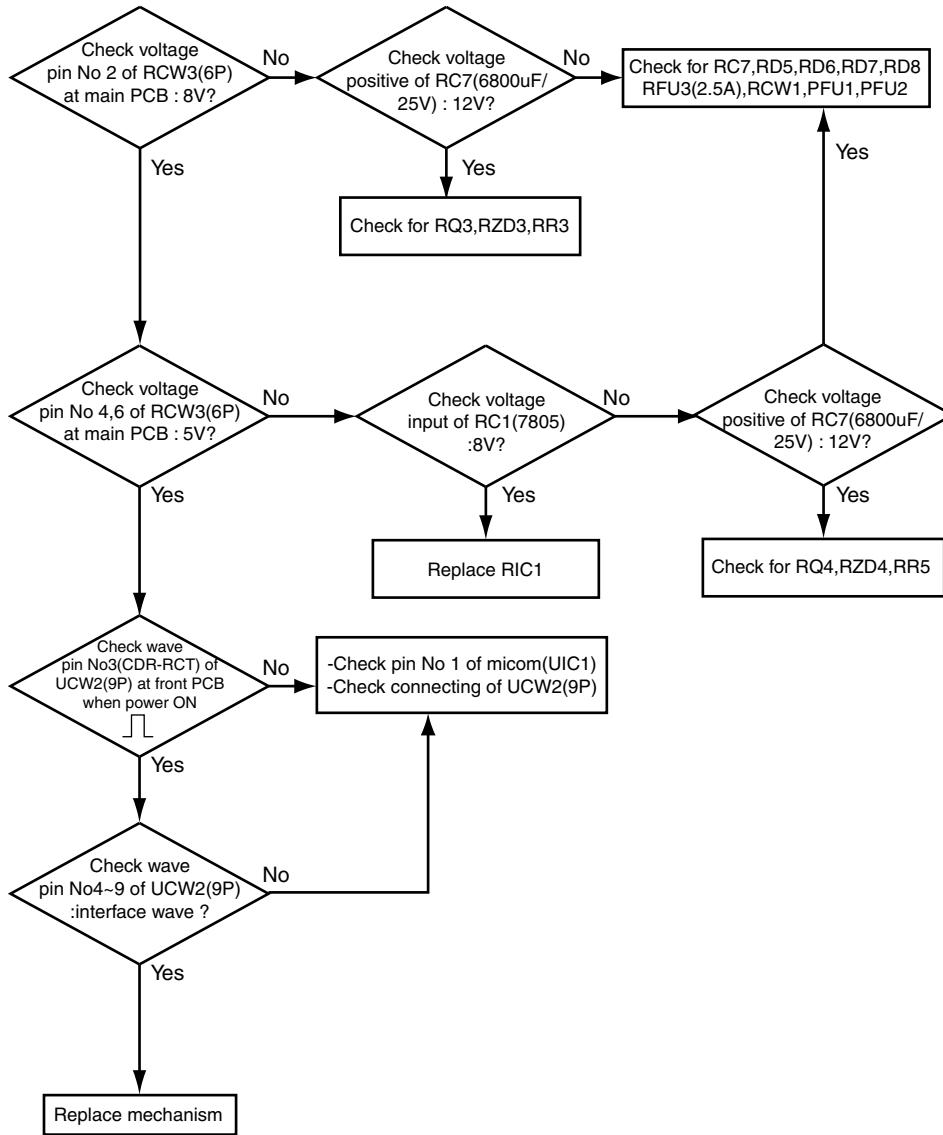 Check voltage
pin No 2 of RCW3(6P)
at main PCB : 8V?
No
Check voltage
positive of RC7(6800uF/
25V) : 12V?
No
Check for RC7,RD5,RD6,RD7,RD8
RFU3(2.5A),RCW1,PFU1,PFU2
Yes
Yes
Yes
Check for RQ3,RZD3,RR3
Check voltage
pin No 4,6 of RCW3(6P)
at main PCB : 5V?
No
Check voltage
input of RC1(7805)
:8V?
No
Check voltage
positive of RC7(6800uF/
25V) : 12V?
Yes
Yes
Yes
Replace RIC1
Check for RQ4,RZD4,RR5
Check wave
pin No3(CDR-RCT) of
UCW2(9P) at front PCB
when power ON
No
-Check pin No 1 of micom(UIC1)
-Check connecting of UCW2(9P)
Yes
Check wave
pin No4~9 of UCW2(9P)
:interface wave ?
No
Yes
Replace mechanism